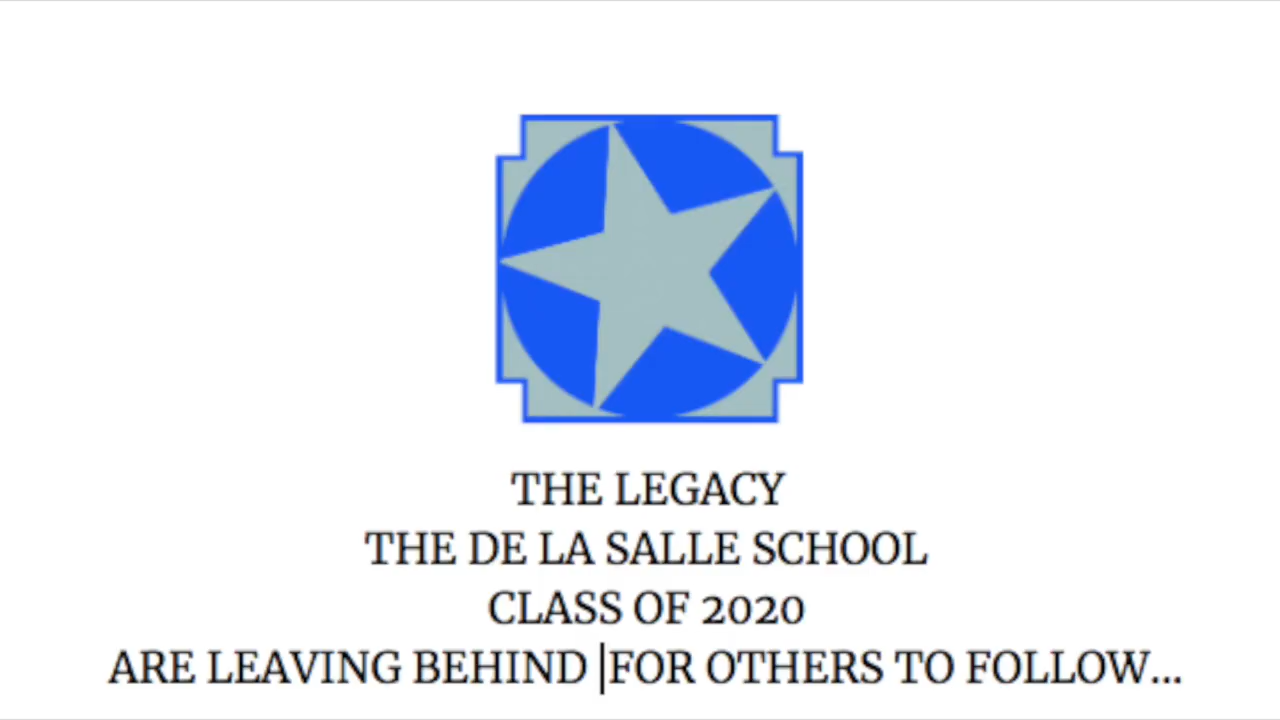 THE LEGACY
THE DE LA SALLE SCHOOL
CLASS OF 2020
ARE LEAVING BEHIND FOR OTHERS TO FOLLOW...